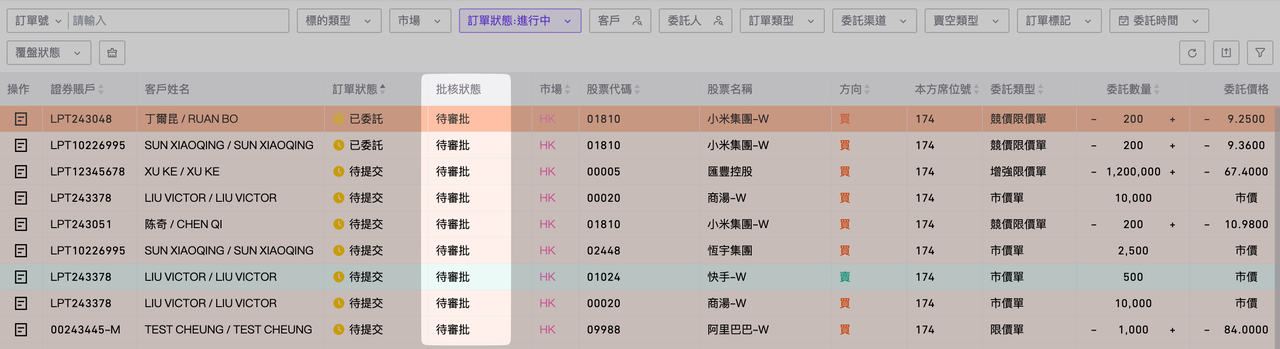 訂單號 請輸入 標的類型 市場 訂單狀態:進行中 客戶 委託人 訂單類型 委託渠道 賣空類型 訂單標記 委託時間
覆盤狀態
操作 證券賬戶 客戶姓名 訂單狀態 批核狀態 市場 股票代碼 股票名稱 方向 本方席位號 委託類型 委託數量 委託價格
LPT243048 丁爾昆 / RUAN BO 已委託 待審批 HK 01810 小米集團-W 買 174 競價限價單 - 200 + - 9.2500
LPT10226995 SUN XIAOQING / SUN XIAOQING 已委託 待審批 HK 01810 小米集團-W 買 174 競價限價單 - 200 + - 9.3600
LPT12345678 XU KE / XU KE 待提交 待審批 HK 00005 匯豐控股 買 174 增強限價單 - 1,200,000 + - 67.4000
LPT243378 LIU VICTOR / LIU VICTOR 待提交 待審批 HK 00020 商湯-W 買 174 市價單 10,000 市價
LPT243051 陈奇 / CHEN QI 待提交 待審批 HK 01810 小米集團-W 買 174 競價限價單 - 200 + - 10.9800
LPT10226995 SUN XIAOQING / SUN XIAOQING 待提交 待審批 HK 02448 恆宇集團 買 174 市價單 2,500 市價
LPT243378 LIU VICTOR / LIU VICTOR 待提交 待審批 HK 01024 快手-W 賣 174 市價單 500 市價
LPT243378 LIU VICTOR / LIU VICTOR 待提交 待審批 HK 00020 商湯-W 買 174 市價單 10,000 市價
00243445-M TEST CHEUNG / TEST CHEUNG 待提交 待審批 HK 09988 阿里巴巴-W 買 174 限價單 - 1,000 + - 84.0000